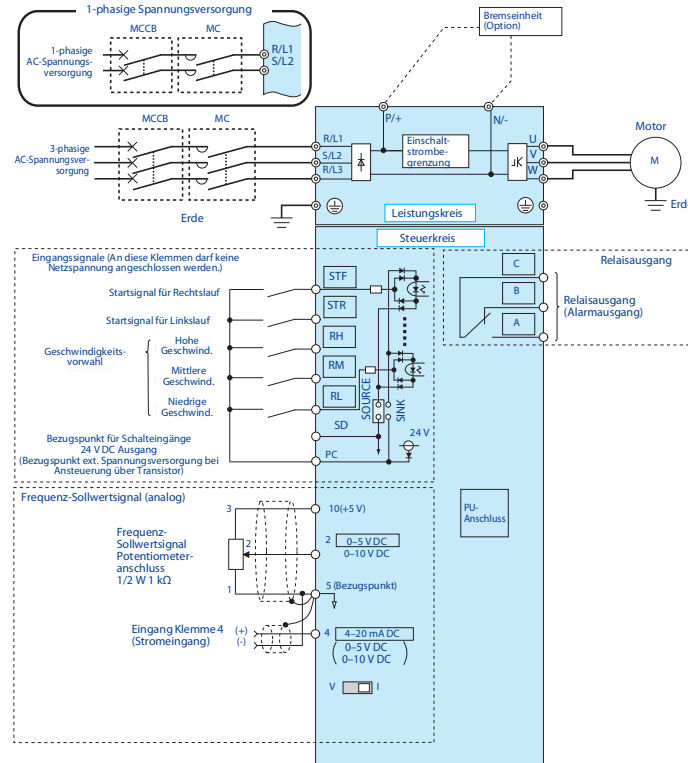 1-phasige Spannungsversorgung
MCCB
MC
1-phasige
AC-Spannungs-
versorgung
R/L1
S/L2
Bremseinheit
(Option)
P/+
N/-
MCCB
MC
3-phasige
AC-Spannungsver-
sorgung
R/L1
S/L2
R/L3
Einschalt-
strombe-
grenzung
U
V
W
Motor
M
Erde
Erde
Leistungskreis
Steuerkreis
Eingangssignale (An diese Klemmen darf keine
Netzspannung angeschlossen werden.)
Startsignal für Rechtslauf
Startsignal für Linkslauf
Geschwindigkeits-
vorwahl
Hohe
Geschwind.
Mittlere
Geschwind.
Niedrige
Geschwind.
Bezugspunkt für Schalteingänge
24 V DC Ausgang
(Bezugspunkt ext. Spannungsversorgung bei
Ansteuerung über Transistor)
STF
STR
RH
RM
RL
SD
PC
SOURCE
SINK
24 V
C
B
A
Relaisausgang
Relaisausgang
(Alarmausgang)
Frequenz-Sollwertsignal (analog)
Frequenz-
Sollwertsignal
Potentiometer-
anschluss
1/2 W 1 kΩ
3
2
1
10(+5 V)
2
0–5 V DC
0–10 V DC
5 (Bezugspunkt)
PU-
Anschluss
Eingang Klemme 4
(Stromeingang)
(+)
(-)
4
4–20 mA DC
0–5 V DC
0–10 V DC
V
I